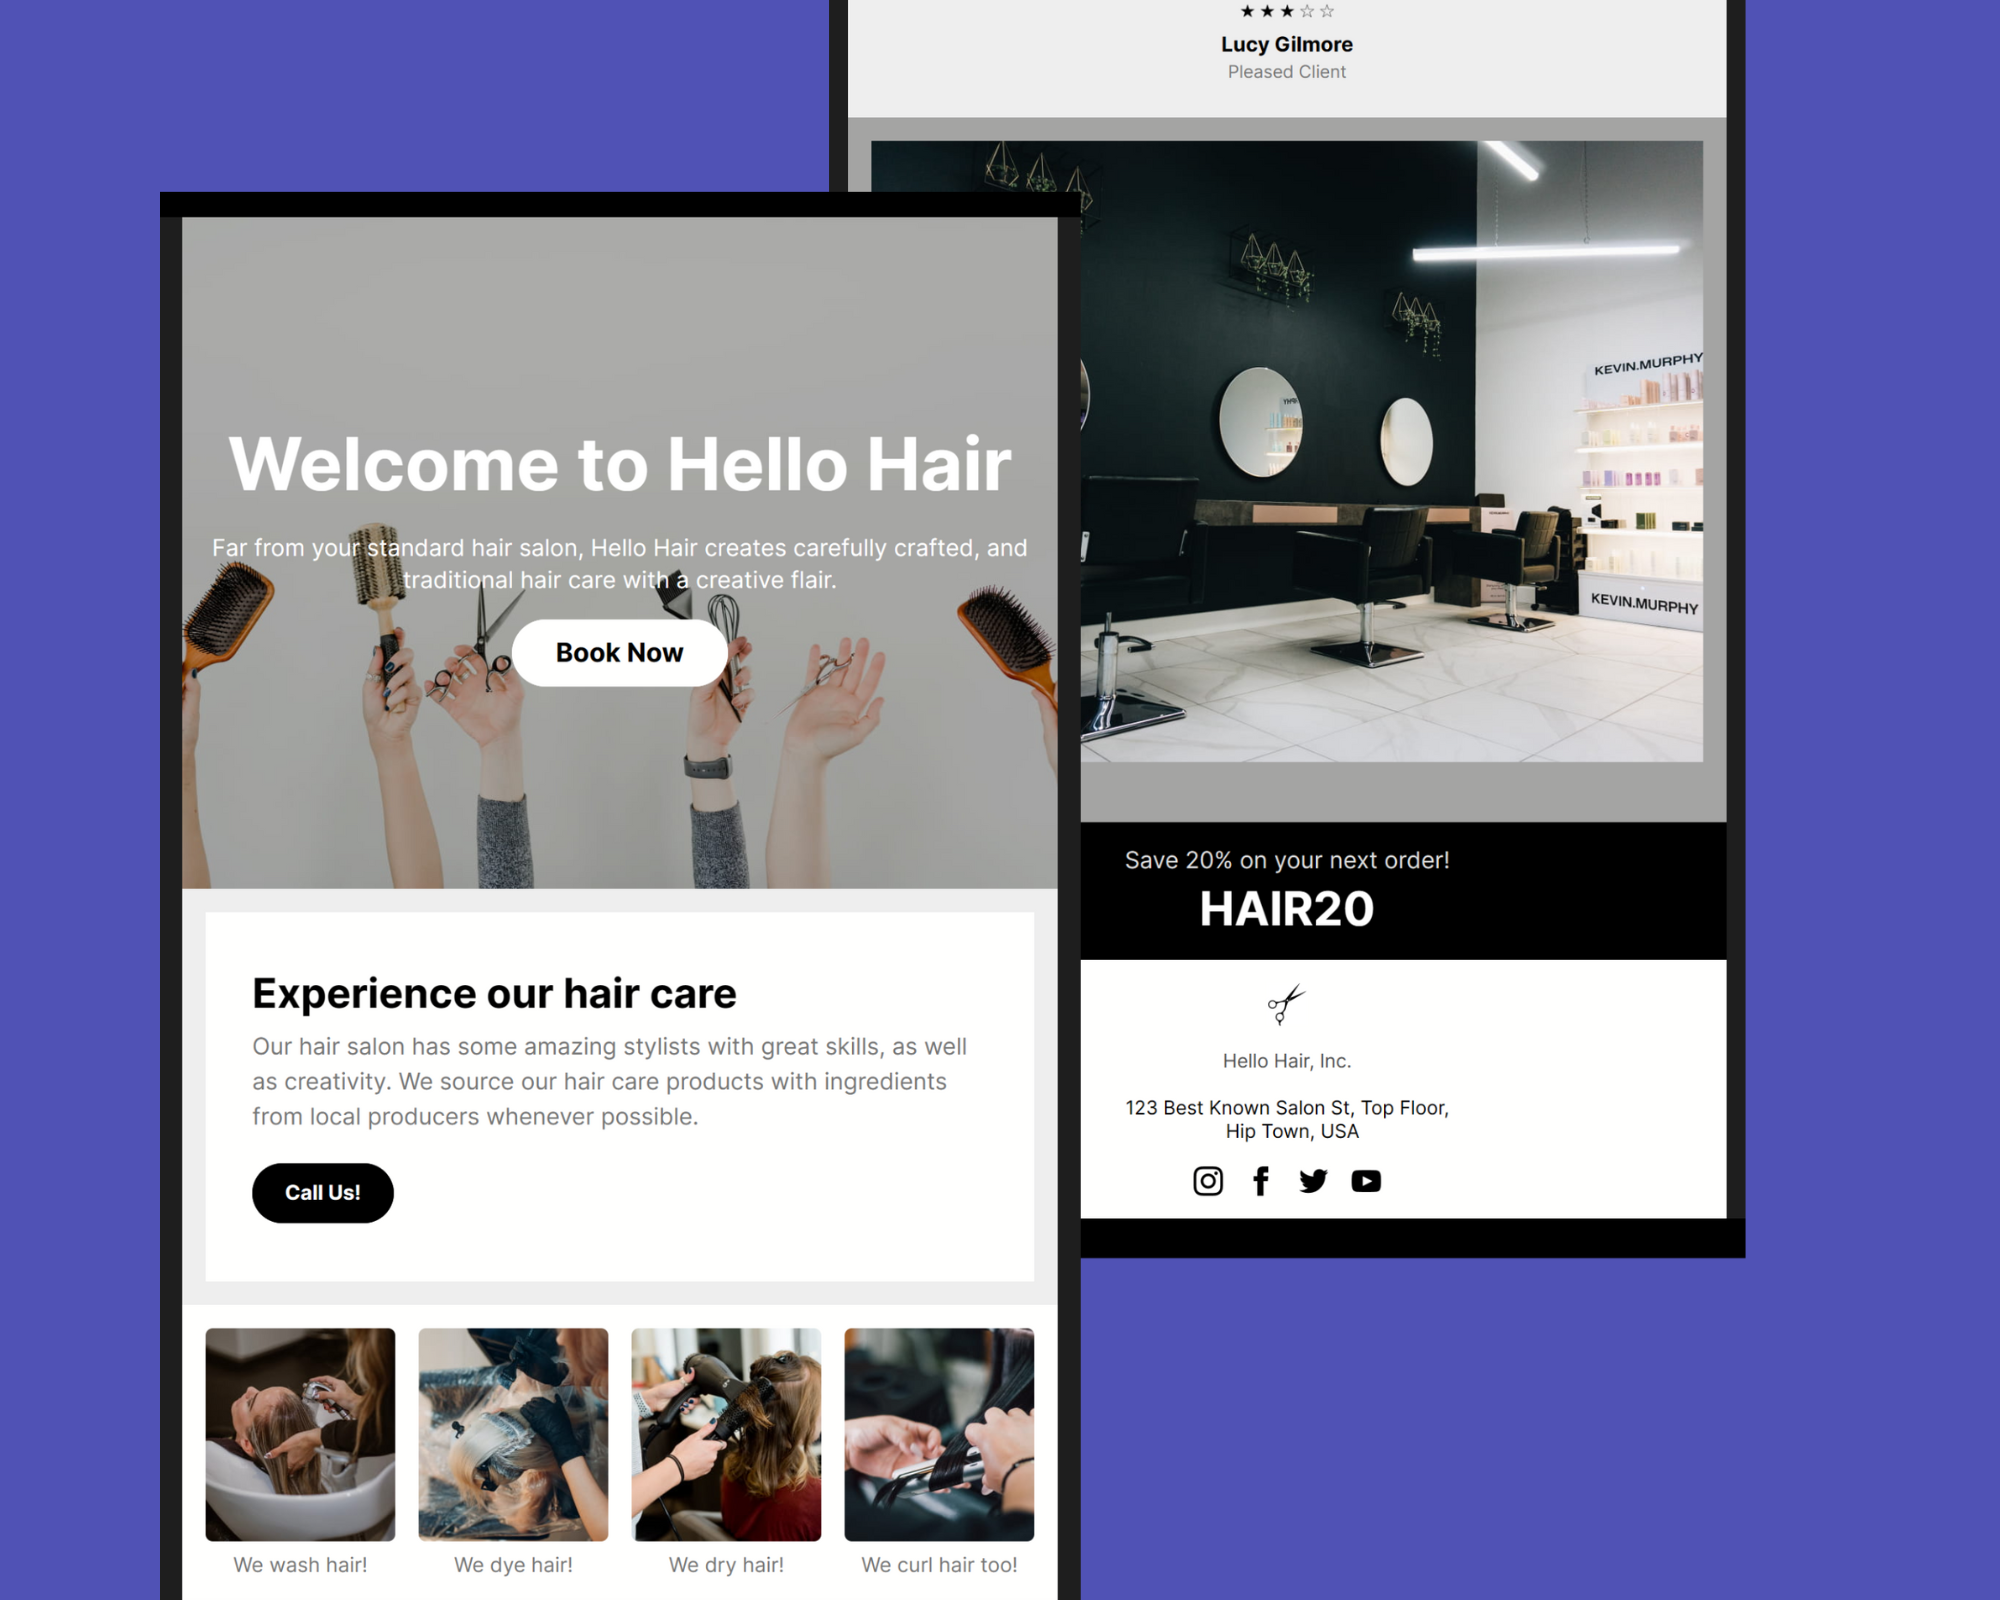 ★★★☆☆
Lucy Gilmore
Pleased Client
KEVIN.MURPHY
KEVIN.MURPHY
Save 20% on your next order!
HAIR20
Hello Hair, Inc.
123 Best Known Salon St, Top Floor,
Hip Town, USA
Welcome to Hello Hair
Far from your standard hair salon, Hello Hair creates carefully crafted, and
traditional hair care with a creative flair.
Book Now
Experience our hair care
Our hair salon has some amazing stylists with great skills, as well
as creativity. We source our hair care products with ingredients
from local producers whenever possible.
Call Us!
We wash hair!
We dye hair!
We dry hair!
We curl hair too!